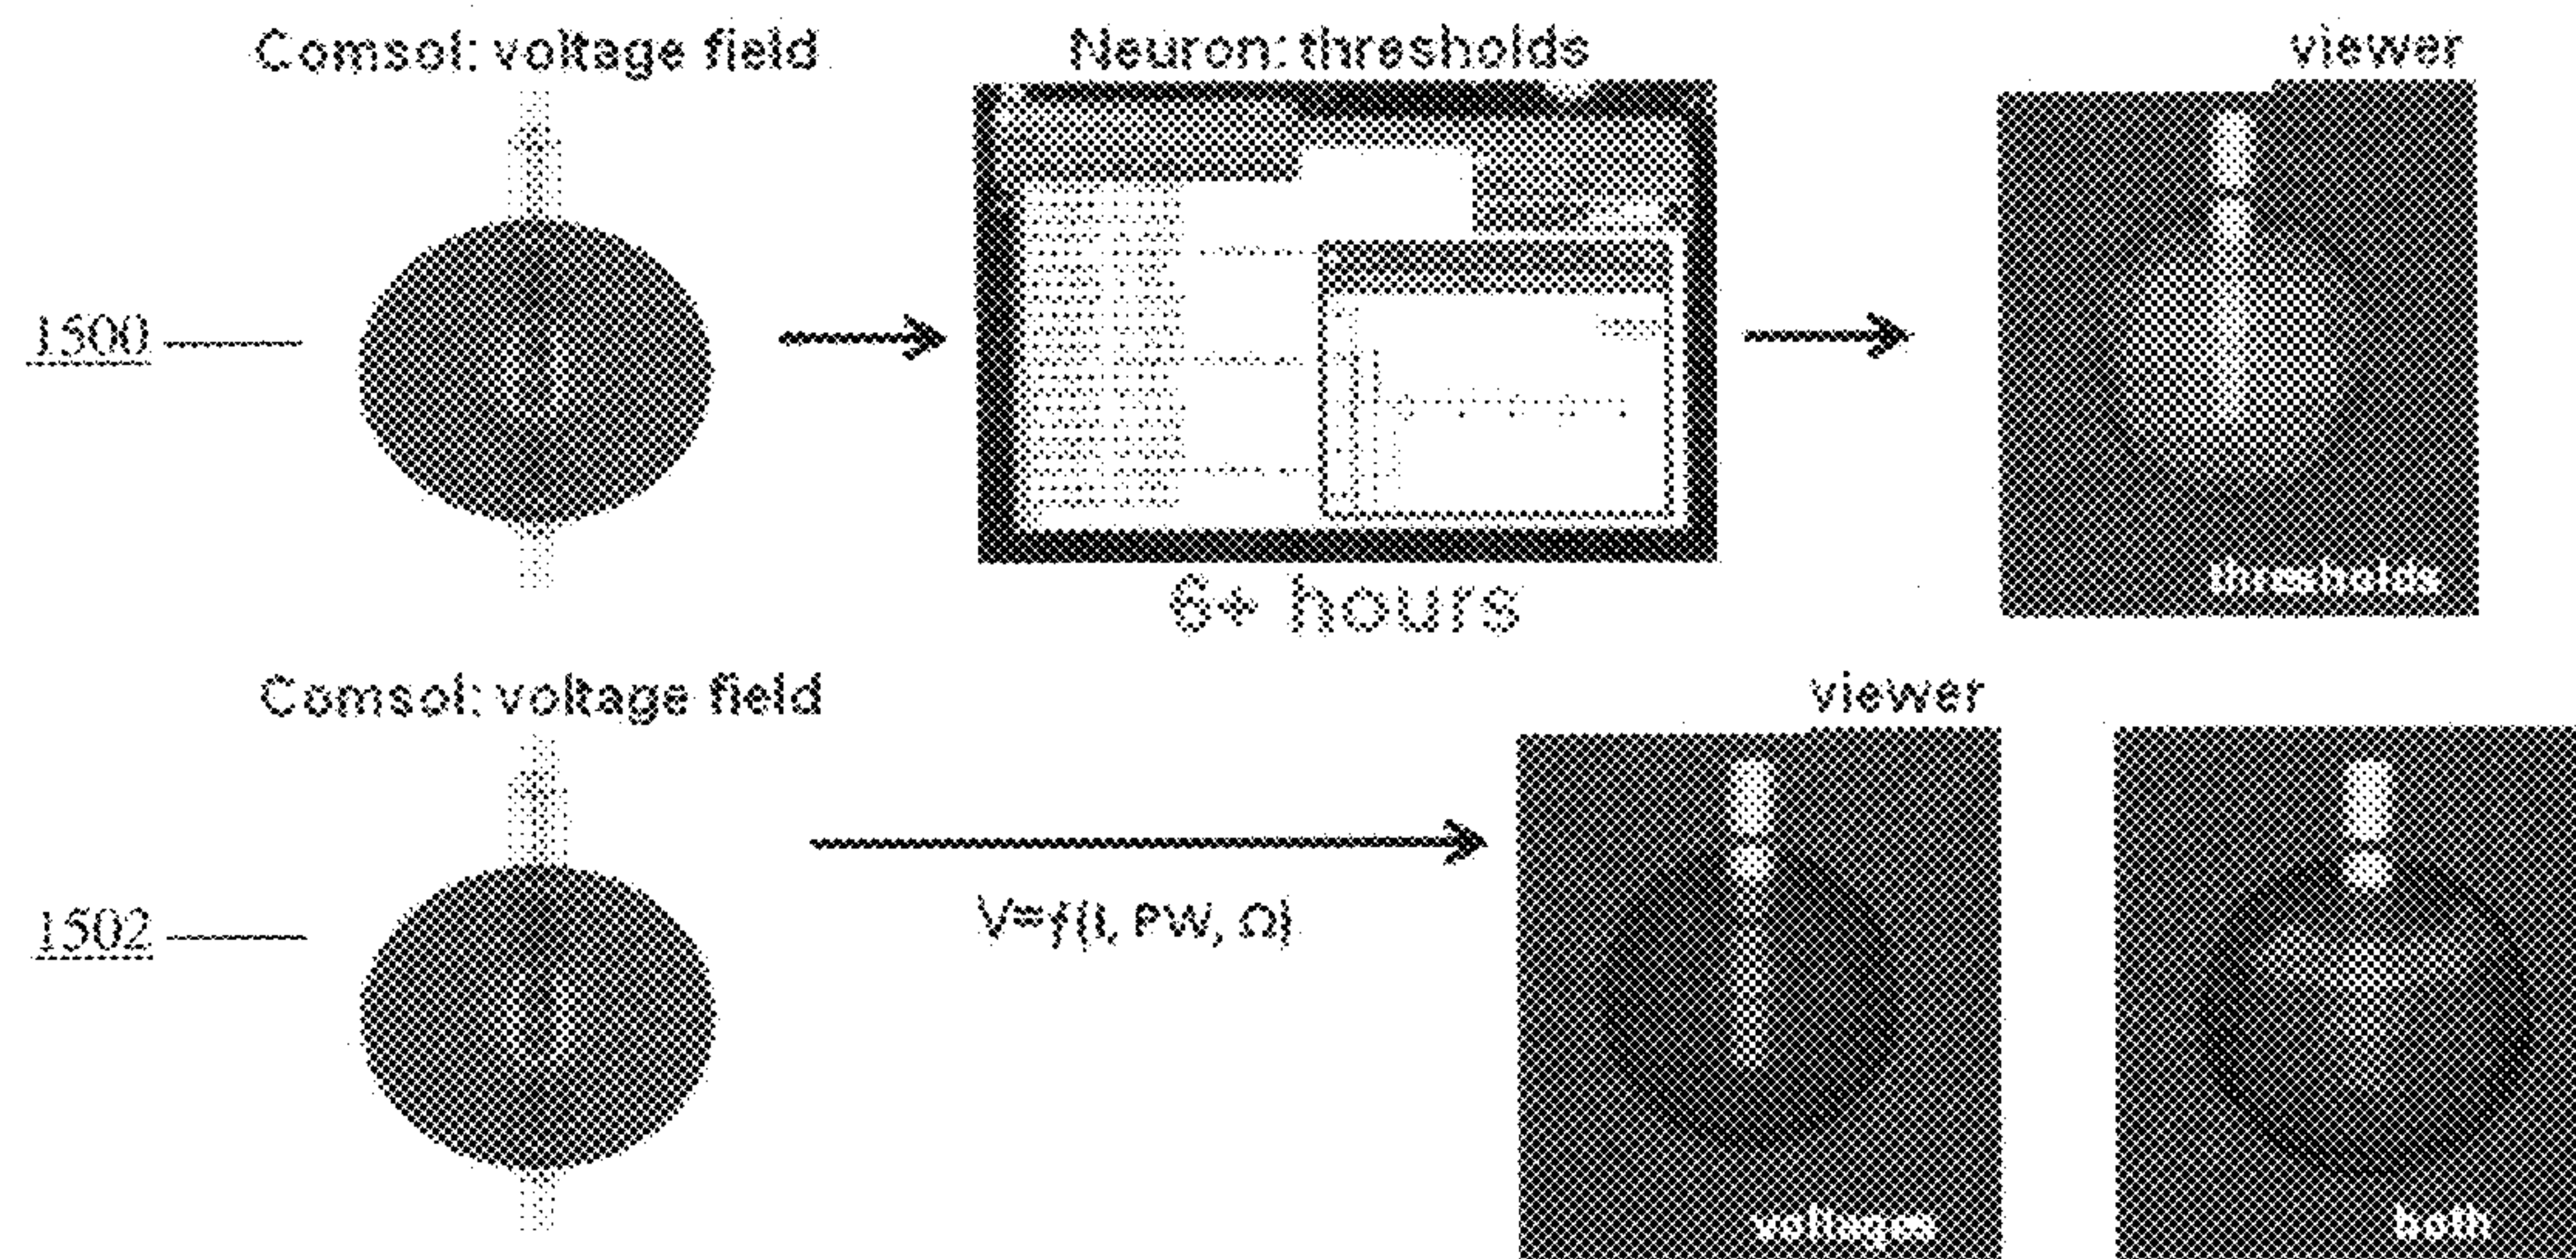 Comsol: voltage field
Neuron: thresholds
viewer
1500
thresholds
6+ hours
Comsol: voltage field
viewer
1502
V=f(I, PW, Ω)
voltages
both